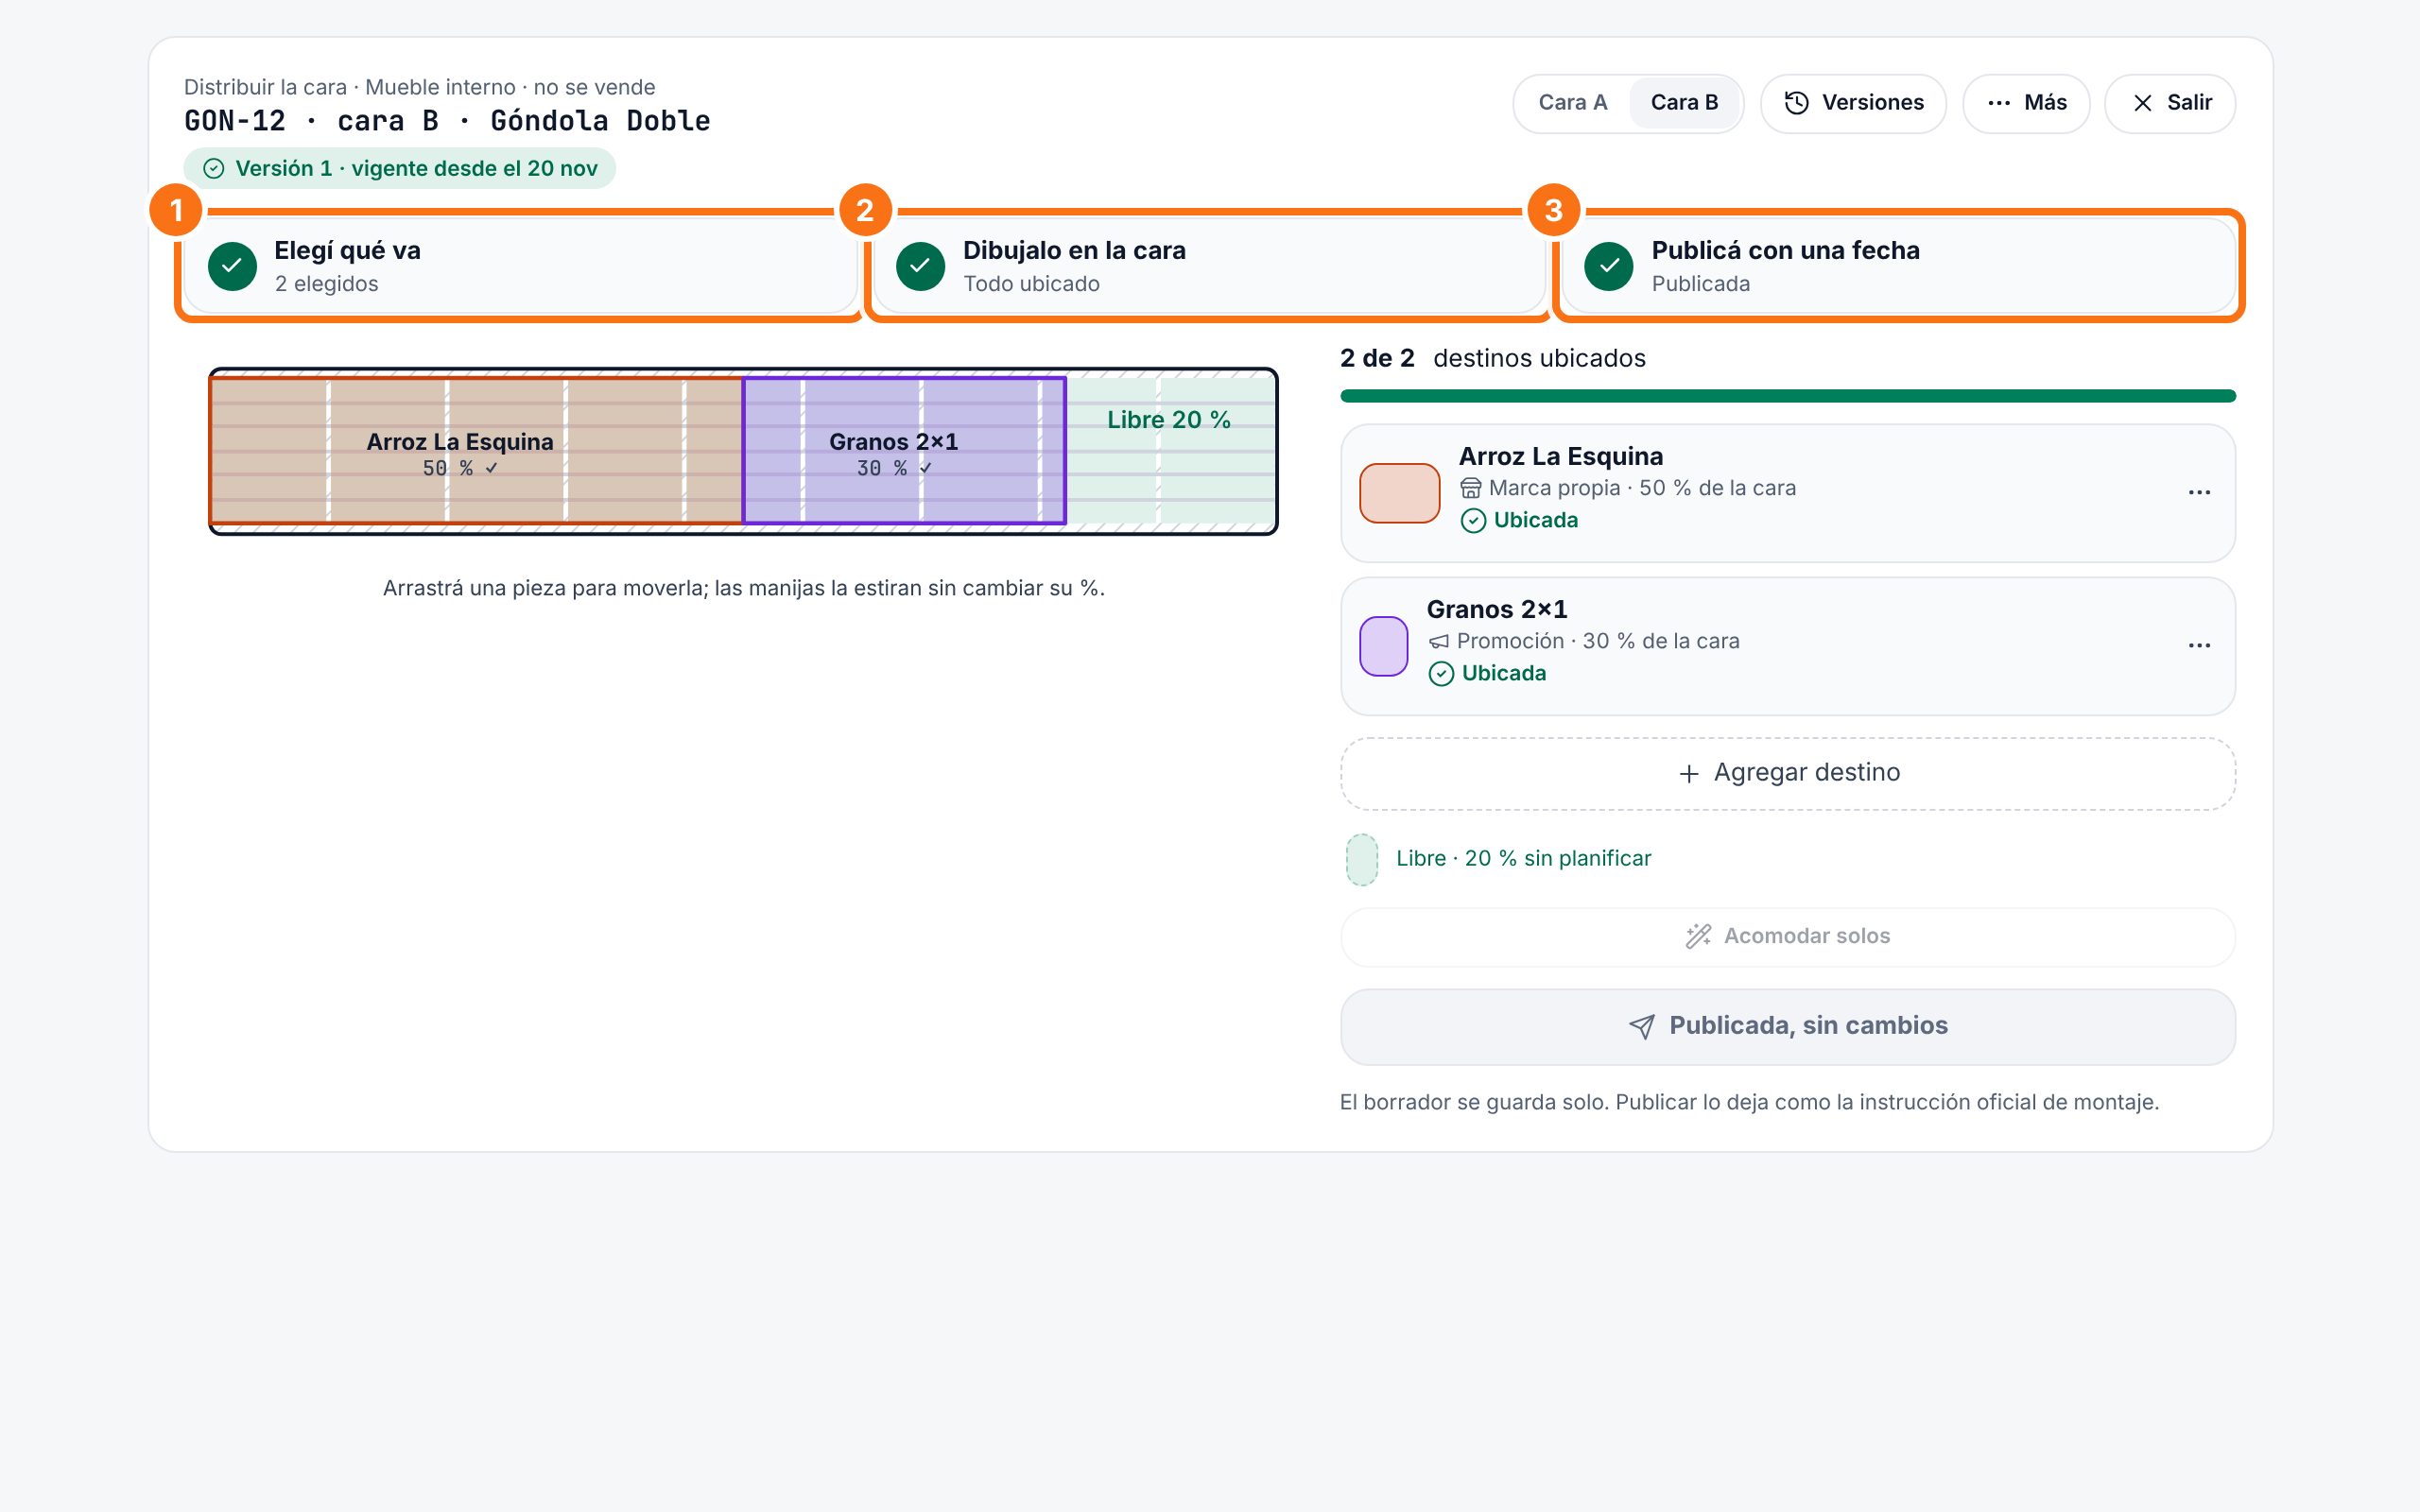 Distribuir la cara · Mueble interno · no se vende
GON-12 · cara B · Góndola Doble
Versión 1 · vigente desde el 20 nov
Cara A
Cara B
Versiones
Más
Salir
1
Elegí qué va
2 elegidos
2
Dibujalo en la cara
Todo ubicado
3
Publicá con una fecha
Publicada
Arroz La Esquina
50 % ✓
Granos 2×1
30 % ✓
Libre 20 %
Arrastrá una pieza para moverla; las manijas la estiran sin cambiar su %.
2 de 2 destinos ubicados
Arroz La Esquina
Marca propia · 50 % de la cara
Ubicada
Granos 2×1
Promoción · 30 % de la cara
Ubicada
+ Agregar destino
Libre · 20 % sin planificar
Acomodar solos
Publicada, sin cambios
El borrador se guarda solo. Publicar lo deja como la instrucción oficial de montaje.